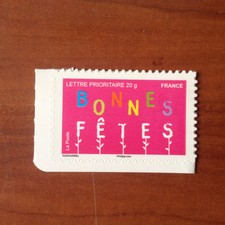 LETTRE PRIORITAIRE 20 g FRANCE
BONNES
FÊTES
La Poste